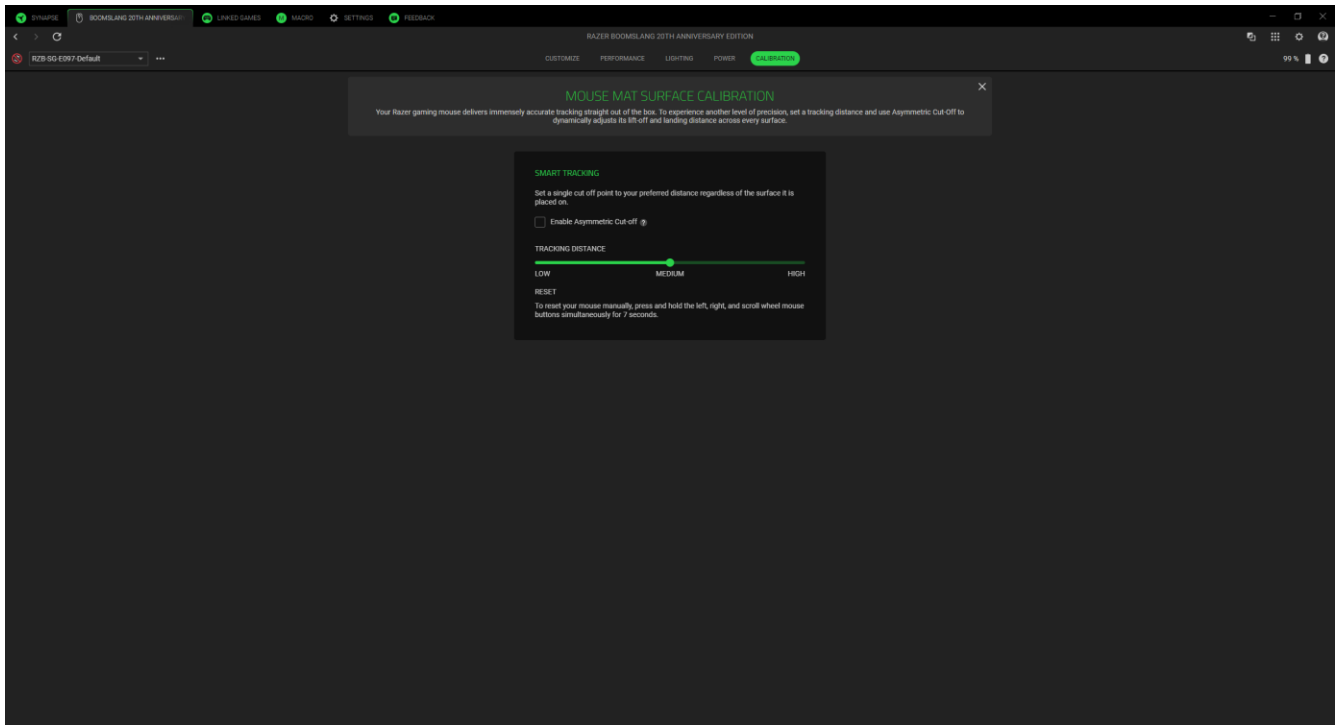 SYNAPSE
BOOMSLANG 20TH ANNIVERSARY
LINKED GAMES
MACRO
SETTINGS
FEEDBACK
RAZER BOOMSLANG 20TH ANNIVERSARY EDITION
RZB-SG-E097-Default
CUSTOMIZE
PERFORMANCE
LIGHTING
POWER
CALIBRATION
99 %
MOUSE MAT SURFACE CALIBRATION
Your Razer gaming mouse delivers immensely accurate tracking straight out of the box. To experience another level of precision, set a tracking distance and use Asymmetric Cut-Off to
dynamically adjusts its lift-off and landing distance across every surface.
SMART TRACKING
Set a single cut off point to your preferred distance regardless of the surface it is
placed on.
Enable Asymmetric Cut-off ?
TRACKING DISTANCE
LOW MEDIUM HIGH
RESET
To reset your mouse manually, press and hold the left, right, and scroll wheel mouse
buttons simultaneously for 7 seconds.